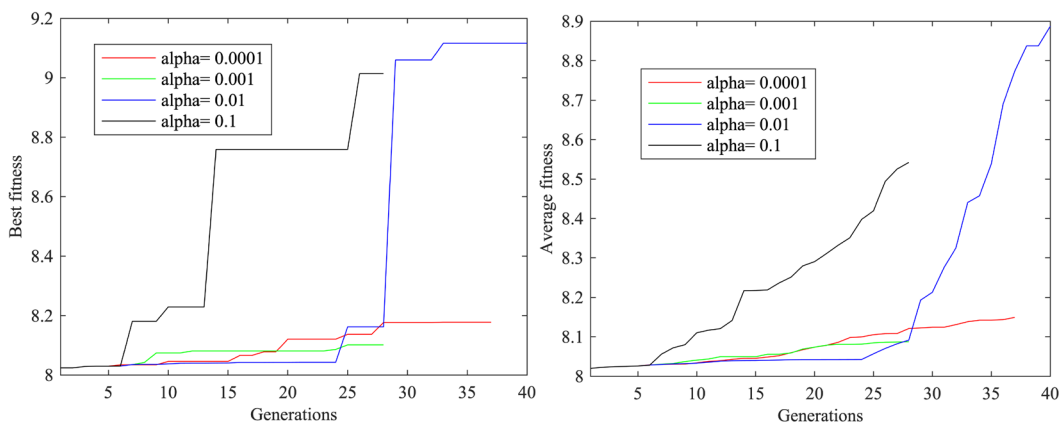 9.2
9
8.8
8.6
8.4
8.2
8
Best fitness
alpha= 0.0001
alpha= 0.001
alpha= 0.01
alpha= 0.1
5
10
15
20
25
30
35
40
Generations
8.9
8.8
8.7
8.6
8.5
8.4
8.3
8.2
8.1
8
Average fitness
alpha= 0.0001
alpha= 0.001
alpha= 0.01
alpha= 0.1
5
10
15
20
25
30
35
40
Generations